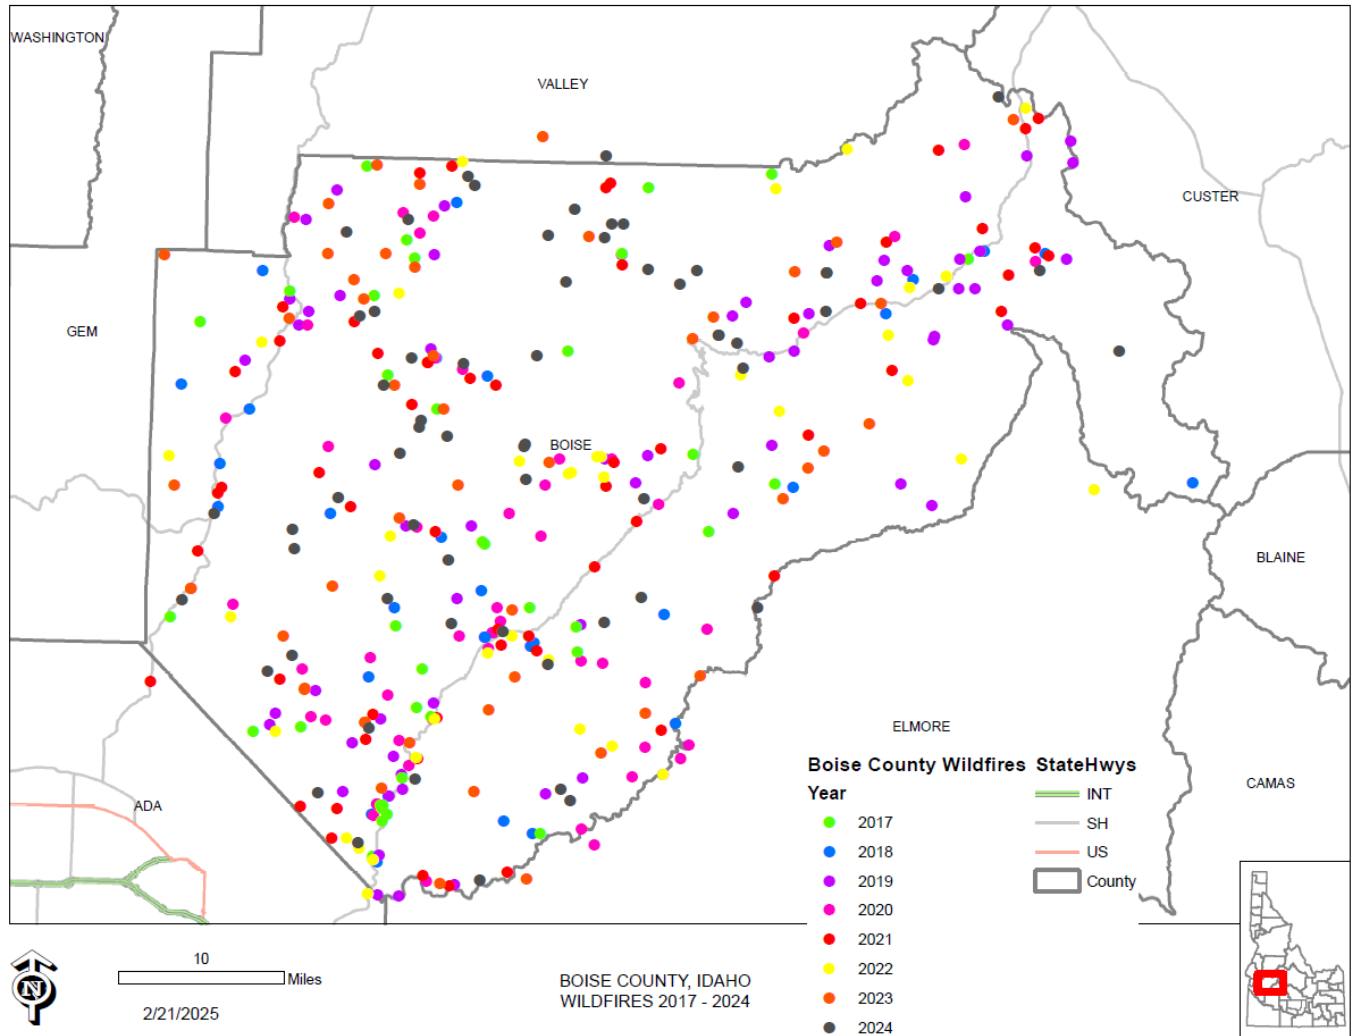 WASHINGTON
VALLEY
CUSTER
GEM
BOISE
BLAINE
ELMORE
CAMAS
ADA
Boise County Wildfires
Year
2017
2018
2019
2020
2021
2022
2023
2024
StateHwys
INT
SH
US
County
N
10
Miles
2/21/2025
BOISE COUNTY, IDAHO
WILDFIRES 2017 - 2024